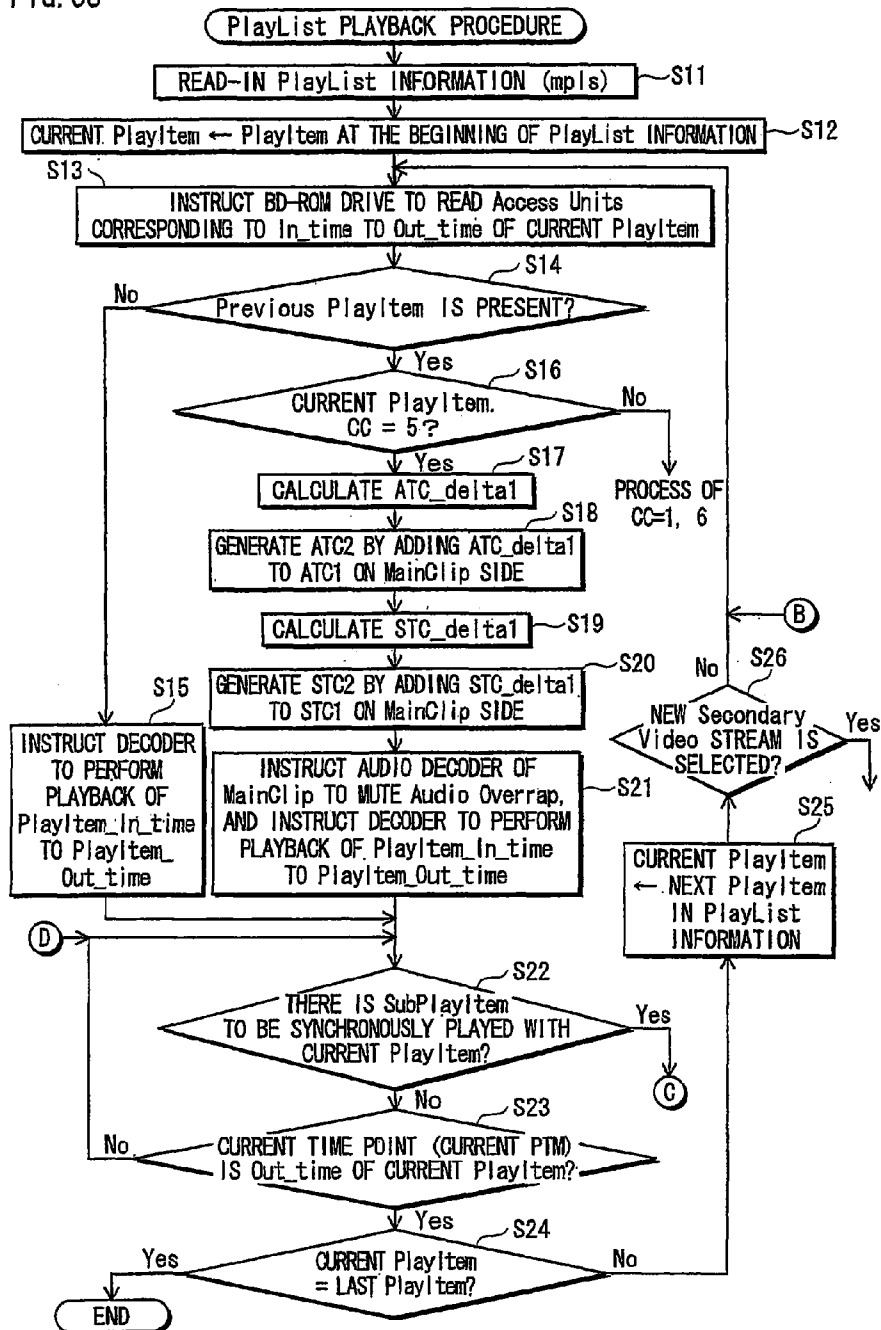 PlayList PLAYBACK PROCEDURE
READ-IN PlayList INFORMATION (mpls)
S11
CURRENT PlayItem ← PlayItem AT THE BEGINNING OF PlayList INFORMATION
S12
S13
INSTRUCT BD-ROM DRIVE TO READ Access Units
CORRESPONDING TO In_time TO Out_time OF CURRENT PlayItem
S14
No
Previous PlayItem IS PRESENT?
Yes
S16
CURRENT PlayItem.
CC = 5?
No
Yes
S17
CALCULATE ATC_delta1
PROCESS OF
CC=1, 6
S18
GENERATE ATC2 BY ADDING ATC_delta1
TO ATC1 ON MainClip SIDE
CALCULATE STC_delta1
S19
B
S20
GENERATE STC2 BY ADDING STC_delta1
TO STC1 ON MainClip SIDE
No
S26
NEW Secondary
Video STREAM IS
SELECTED?
Yes
S15
INSTRUCT DECODER
TO PERFORM
PLAYBACK OF
PlayItem_In_time
TO PlayItem_
Out_time
INSTRUCT AUDIO DECODER OF
MainClip TO MUTE Audio Overrap,
AND INSTRUCT DECODER TO PERFORM
PLAYBACK OF PlayItem_In_time
TO PlayItem_Out_time
S21
S25
CURRENT PlayItem
← NEXT PlayItem
IN PlayList
INFORMATION
D
S22
THERE IS SubPlayItem
TO BE SYNCHRONOUSLY PLAYED WITH
CURRENT PlayItem?
Yes
C
No
S23
No
CURRENT TIME POINT (CURRENT PTM)
IS Out_time OF CURRENT PlayItem?
Yes
S24
Yes
CURRENT PlayItem
= LAST PlayItem?
No
END